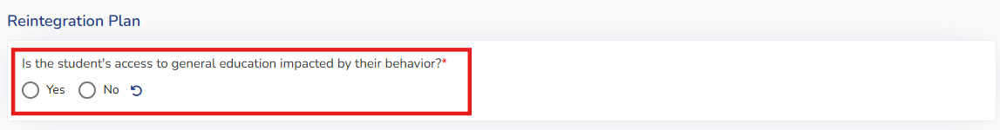 Reintegration Plan
Is the student's access to general education impacted by their behavior?*
Yes No